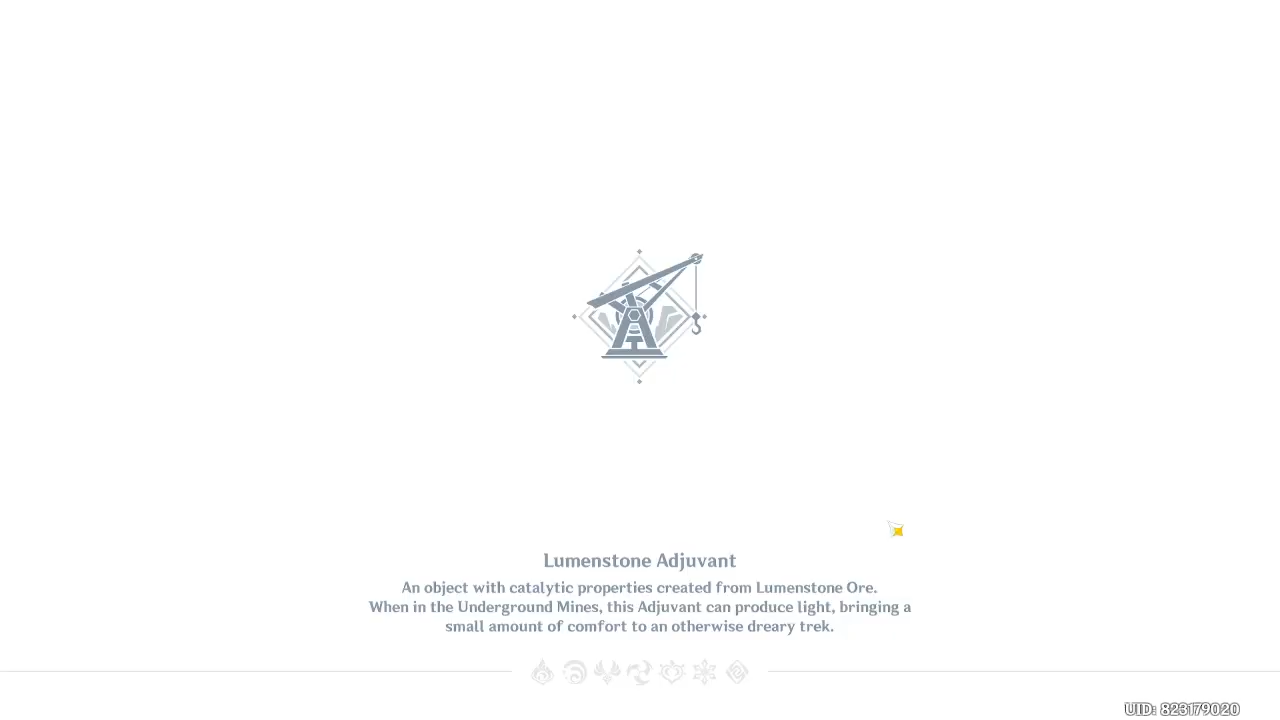 Lumenstone Adjuvant
An object with catalytic properties created from Lumenstone Ore.
When in the Underground Mines, this Adjuvant can produce light, bringing a
small amount of comfort to an otherwise dreary trek.
UID: 823179020